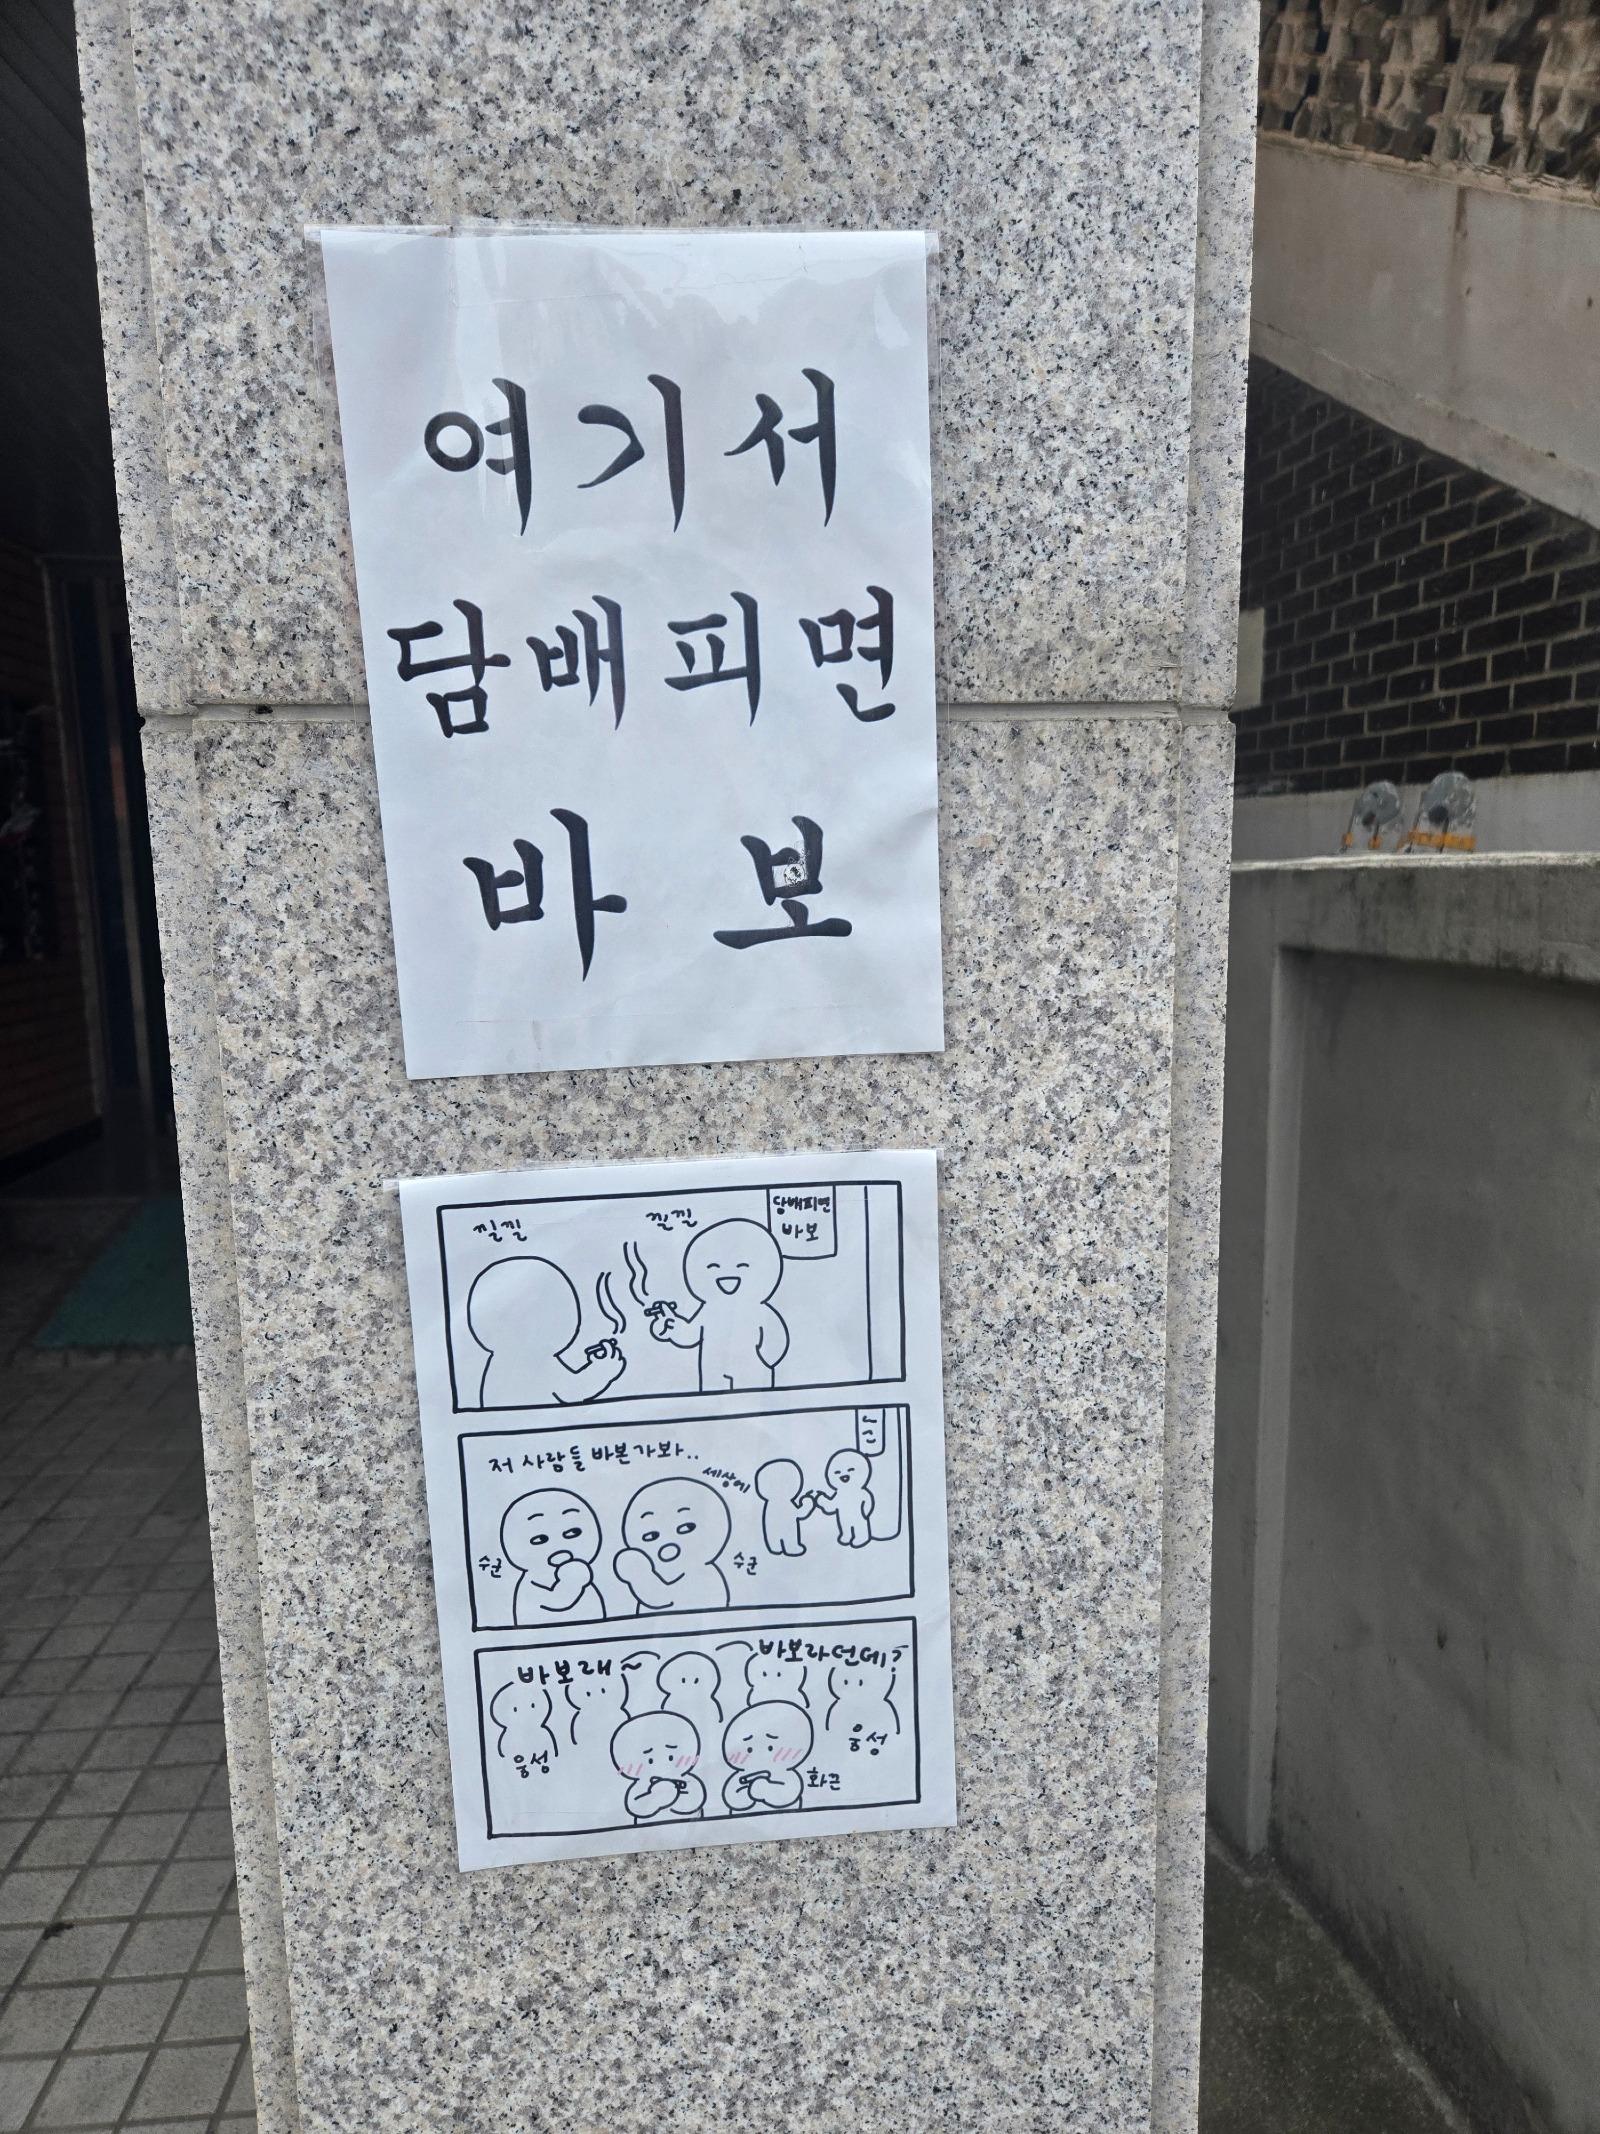 여기서
담배피면
바 보
낄낄
낄낄
담배피면
바보
저 사람들 바본가봐..
세상에
수군
수군
바보래~
바보라던데?
웅성
웅성
화끈